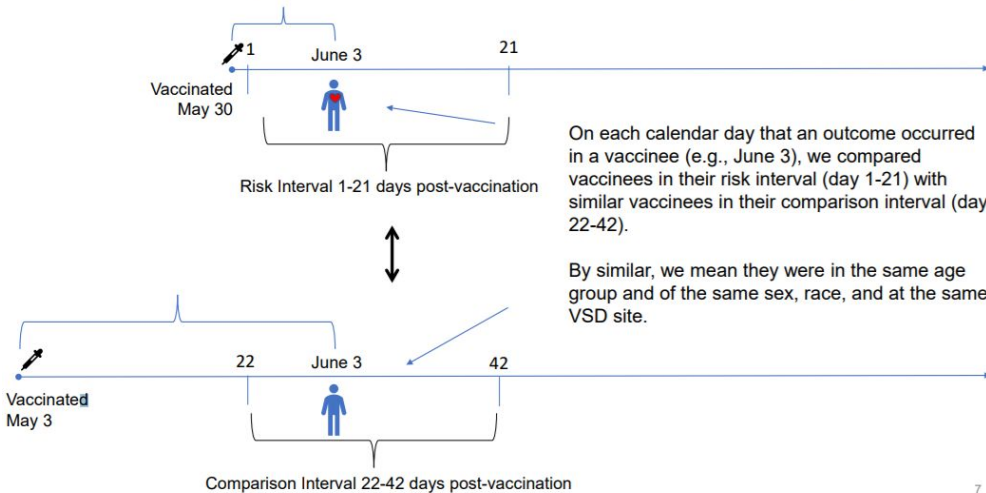 1
June 3
21
Vaccinated
May 30
Risk Interval 1-21 days post-vaccination
On each calendar day that an outcome occurred
in a vaccinee (e.g., June 3), we compared
vaccinees in their risk interval (day 1-21) with
similar vaccinees in their comparison interval (day
22-42).
By similar, we mean they were in the same age
group and of the same sex, race, and at the same
VSD site.
22
June 3
42
Vaccinated
May 3
Comparison Interval 22-42 days post-vaccination
7